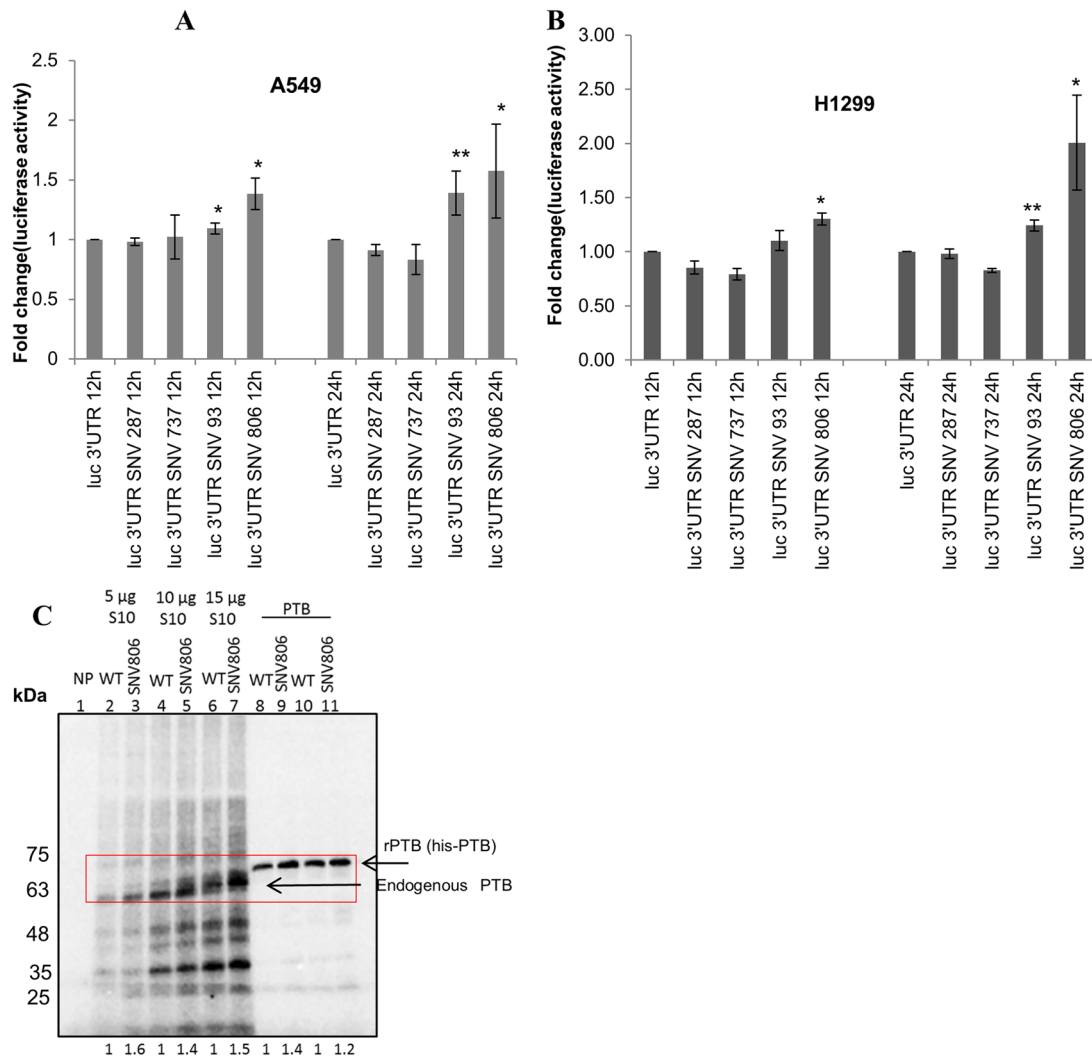 A
Fold change(luciferase activity)
2.5
2
1.5
1
0.5
0
A549
*
*
**
*
luc 3'UTR 12h
luc 3'UTR SNV 287 12h
luc 3'UTR SNV 737 12h
luc 3'UTR SNV 93 12h
luc 3'UTR SNV 806 12h
luc 3'UTR 24h
luc 3'UTR SNV 287 24h
luc 3'UTR SNV 737 24h
luc 3'UTR SNV 93 24h
luc 3'UTR SNV 806 24h
B
Fold change(luciferase activity)
3.00
2.50
2.00
1.50
1.00
0.50
0.00
H1299
*
**
*
luc 3'UTR 12h
luc 3'UTR SNV 287 12h
luc 3'UTR SNV 737 12h
luc 3'UTR SNV 93 12h
luc 3'UTR SNV 806 12h
luc 3'UTR 24h
luc 3'UTR SNV 287 24h
luc 3'UTR SNV 737 24h
luc 3'UTR SNV 93 24h
luc 3'UTR SNV 806 24h
C
5 µg S10
10 µg S10
15 µg S10
PTB
NP WT SNV806 WT SNV806 WT SNV806 WT SNV806 WT SNV806
kDa
1 2 3 4 5 6 7 8 9 10 11
75
63
48
35
25
rPTB (his-PTB)
Endogenous PTB
1 1.6 1 1.4 1 1.5 1 1.4 1 1.2